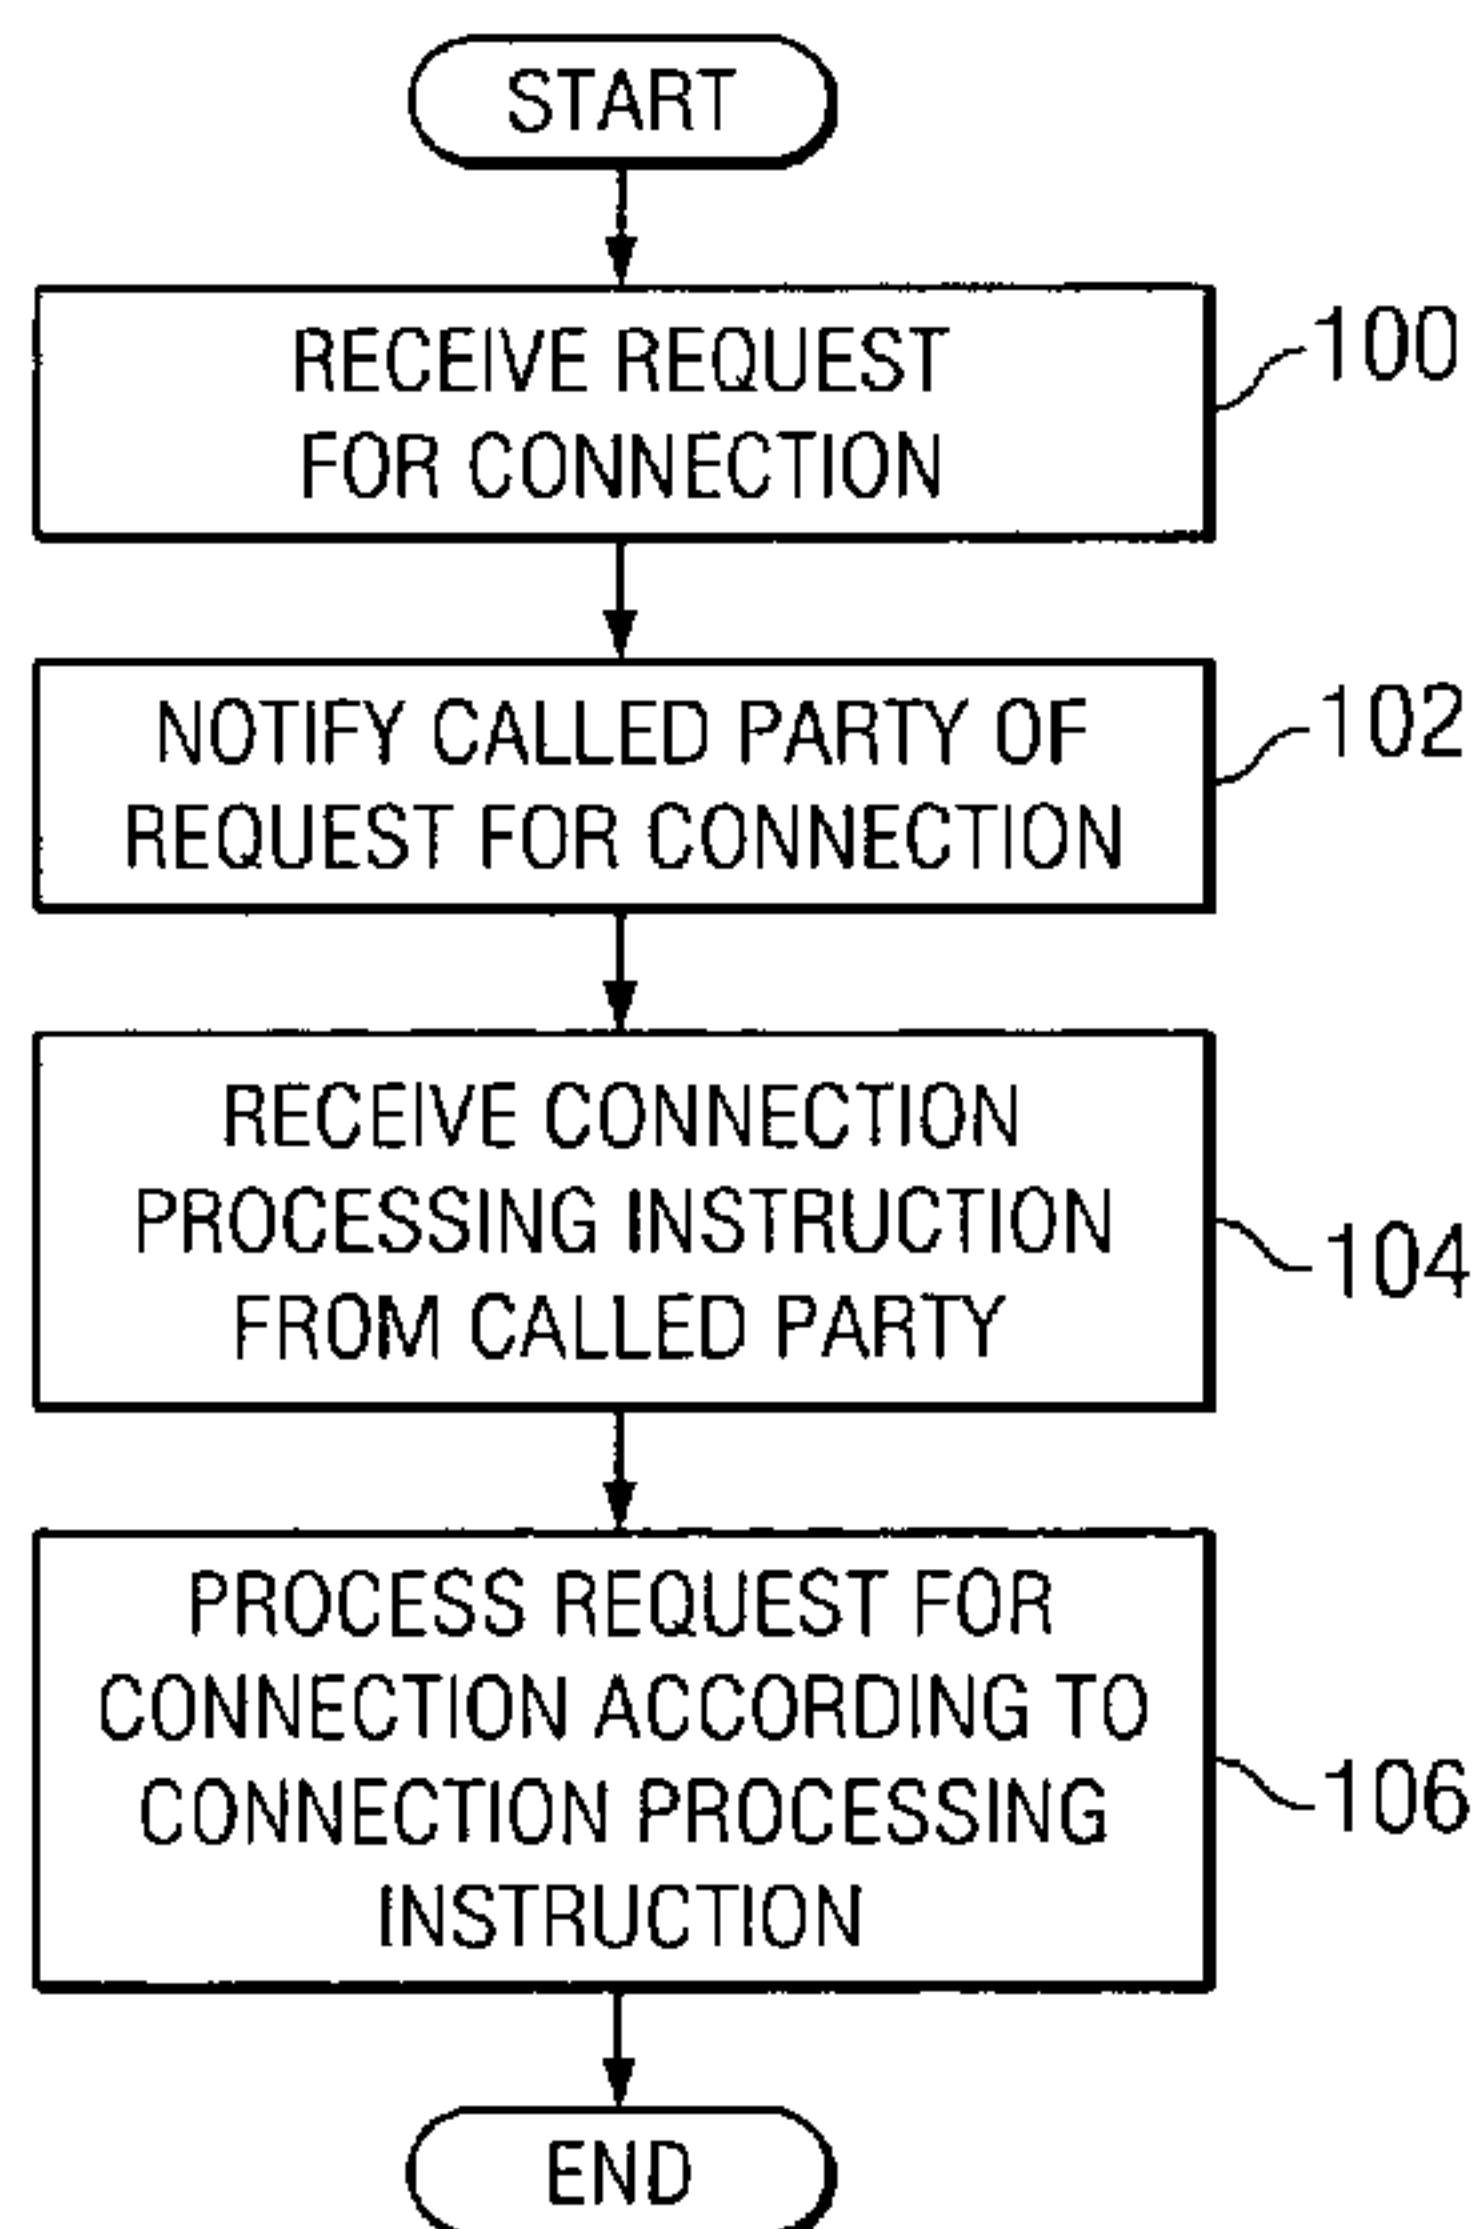 START
RECEIVE REQUEST
FOR CONNECTION
100
NOTIFY CALLED PARTY OF
REQUEST FOR CONNECTION
102
RECEIVE CONNECTION
PROCESSING INSTRUCTION
FROM CALLED PARTY
104
PROCESS REQUEST FOR
CONNECTION ACCORDING TO
CONNECTION PROCESSING
INSTRUCTION
106
END